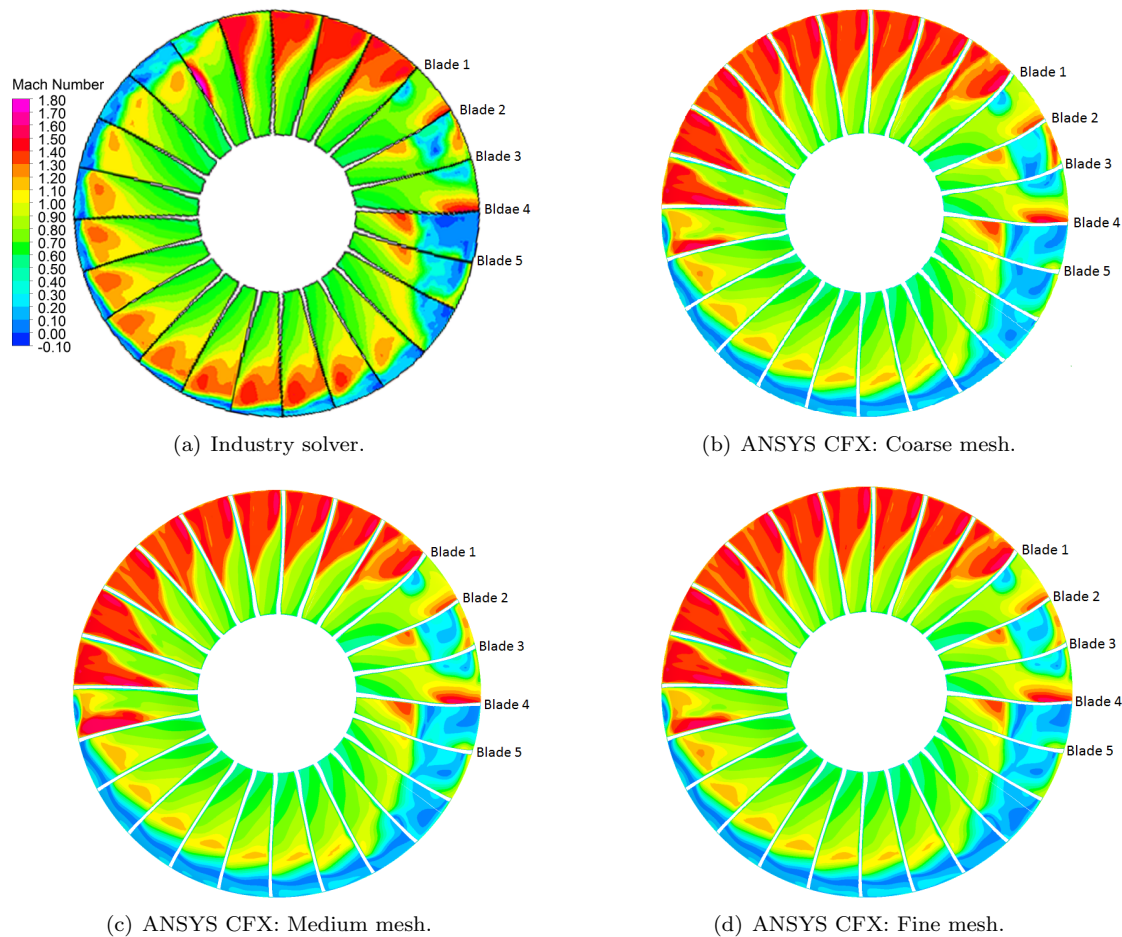 Mach Number
1.80
1.70
1.60
1.50
1.40
1.30
1.20
1.10
1.00
0.90
0.80
0.70
0.60
0.50
0.40
0.30
0.20
0.10
0.00
-0.10
Blade 1
Blade 2
Blade 3
Bldae 4
Blade 5
(a) Industry solver.
Blade 1
Blade 2
Blade 3
Blade 4
Blade 5
(b) ANSYS CFX: Coarse mesh.
Blade 1
Blade 2
Blade 3
Blade 4
Blade 5
(c) ANSYS CFX: Medium mesh.
Blade 1
Blade 2
Blade 3
Blade 4
Blade 5
(d) ANSYS CFX: Fine mesh.